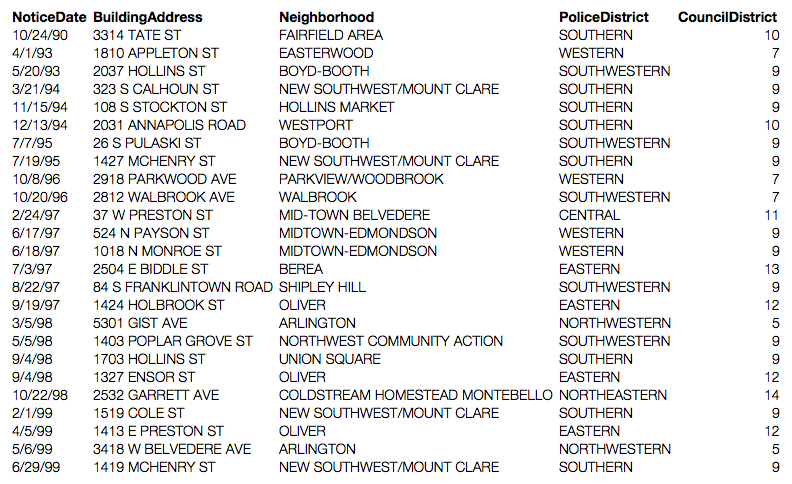 NoticeDate BuildingAddress Neighborhood PoliceDistrict CouncilDistrict
10/24/90 3314 TATE ST FAIRFIELD AREA SOUTHERN 10
4/1/93 1810 APPLETON ST EASTERWOOD WESTERN 7
5/20/93 2037 HOLLINS ST BOYD-BOOTH SOUTHWESTERN 9
3/21/94 323 S CALHOUN ST NEW SOUTHWEST/MOUNT CLARE SOUTHERN 9
11/15/94 108 S STOCKTON ST HOLLINS MARKET SOUTHERN 9
12/13/94 2031 ANNAPOLIS ROAD WESTPORT SOUTHERN 10
7/7/95 26 S PULASKI ST BOYD-BOOTH SOUTHWESTERN 9
7/19/95 1427 MCHENRY ST NEW SOUTHWEST/MOUNT CLARE SOUTHERN 9
10/8/96 2918 PARKWOOD AVE PARKVIEW/WOODBROOK WESTERN 7
10/20/96 2812 WALBROOK AVE WALBROOK SOUTHWESTERN 7
2/24/97 37 W PRESTON ST MID-TOWN BELVEDERE CENTRAL 11
6/17/97 524 N PAYSON ST MIDTOWN-EDMONDSON WESTERN 9
6/18/97 1018 N MONROE ST MIDTOWN-EDMONDSON WESTERN 9
7/3/97 2504 E BIDDLE ST BEREA EASTERN 13
8/22/97 84 S FRANKLINTOWN ROAD SHIPLEY HILL SOUTHWESTERN 9
9/19/97 1424 HOLBROOK ST OLIVER EASTERN 12
3/5/98 5301 GIST AVE ARLINGTON NORTHWESTERN 5
5/5/98 1403 POPLAR GROVE ST NORTHWEST COMMUNITY ACTION SOUTHWESTERN 9
9/4/98 1703 HOLLINS ST UNION SQUARE SOUTHERN 9
9/4/98 1327 ENSOR ST OLIVER EASTERN 12
10/22/98 2532 GARRETT AVE COLDSTREAM HOMESTEAD MONTEBELLO NORTHEASTERN 14
2/1/99 1519 COLE ST NEW SOUTHWEST/MOUNT CLARE SOUTHERN 9
4/5/99 1413 E PRESTON ST OLIVER EASTERN 12
5/6/99 3418 W BELVEDERE AVE ARLINGTON NORTHWESTERN 5
6/29/99 1419 MCHENRY ST NEW SOUTHWEST/MOUNT CLARE SOUTHERN 9